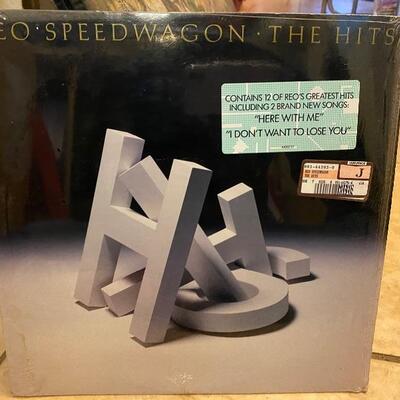 EO·SPEEDWAGON·THE HITS
CONTAINS 12 OF REO'S GREATEST HITS
INCLUDING 2 BRAND NEW SONGS:
"HERE WITH ME"
"I DON'T WANT TO LOSE YOU"
J
REO SPEEDWAGON
THE HITS